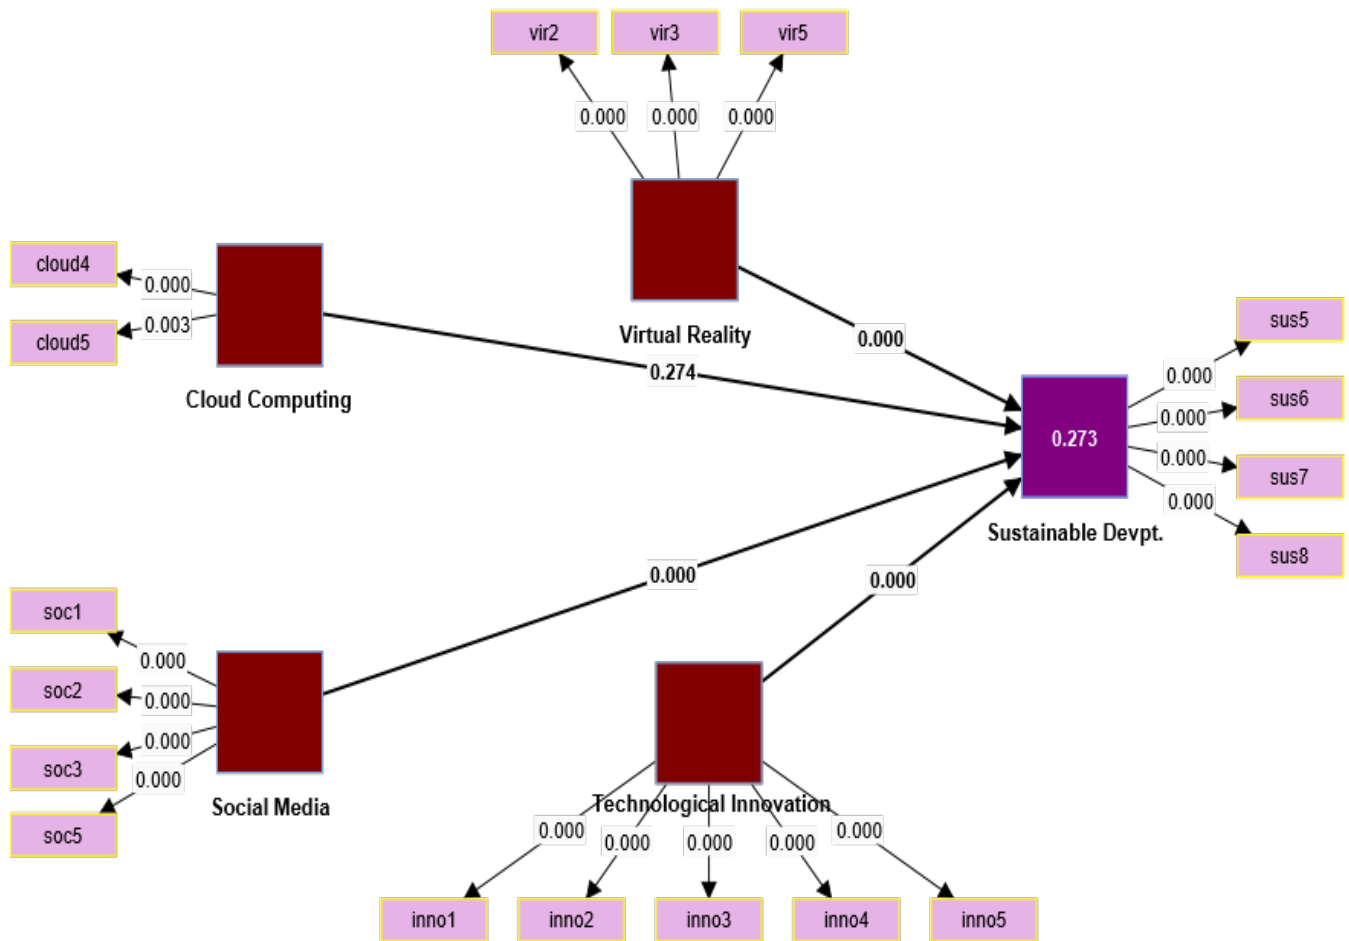 vir2
vir3
vir5
0.000
0.000
0.000
Virtual Reality
cloud4
cloud5
0.000
0.003
Cloud Computing
0.274
0.000
0.273
Sustainable Devpt.
sus5
sus6
sus7
sus8
0.000
0.000
0.000
0.000
0.000
0.000
soc1
soc2
soc3
soc5
0.000
0.000
0.000
0.000
Social Media
Technological Innovation
0.000
0.000
0.000
0.000
0.000
inno1
inno2
inno3
inno4
inno5